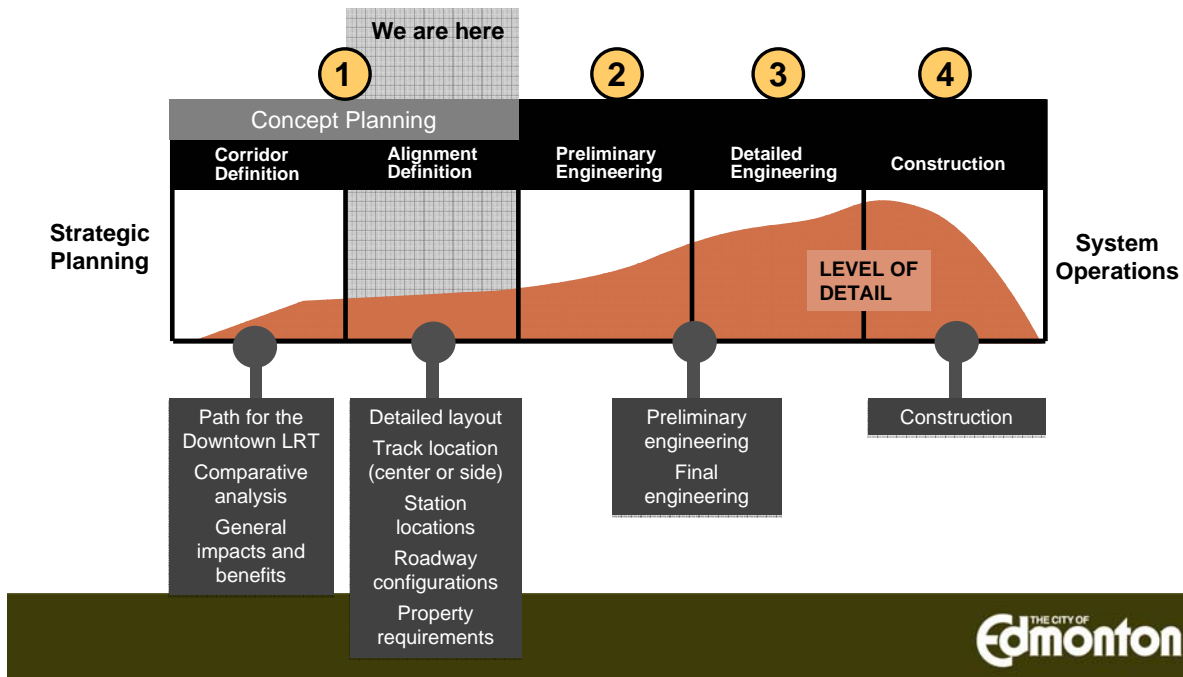 We are here
1
2
3
4
Concept Planning
Corridor
Definition
Alignment
Definition
Preliminary
Engineering
Detailed
Engineering
Construction
Strategic
Planning
LEVEL OF
DETAIL
System
Operations
Path for the
Downtown LRT
Comparative
analysis
General
impacts and
benefits
Detailed layout
Track location
(center or side)
Station
locations
Roadway
configurations
Property
requirements
Preliminary
engineering
Final
engineering
Construction
THE CITY OF
Edmonton